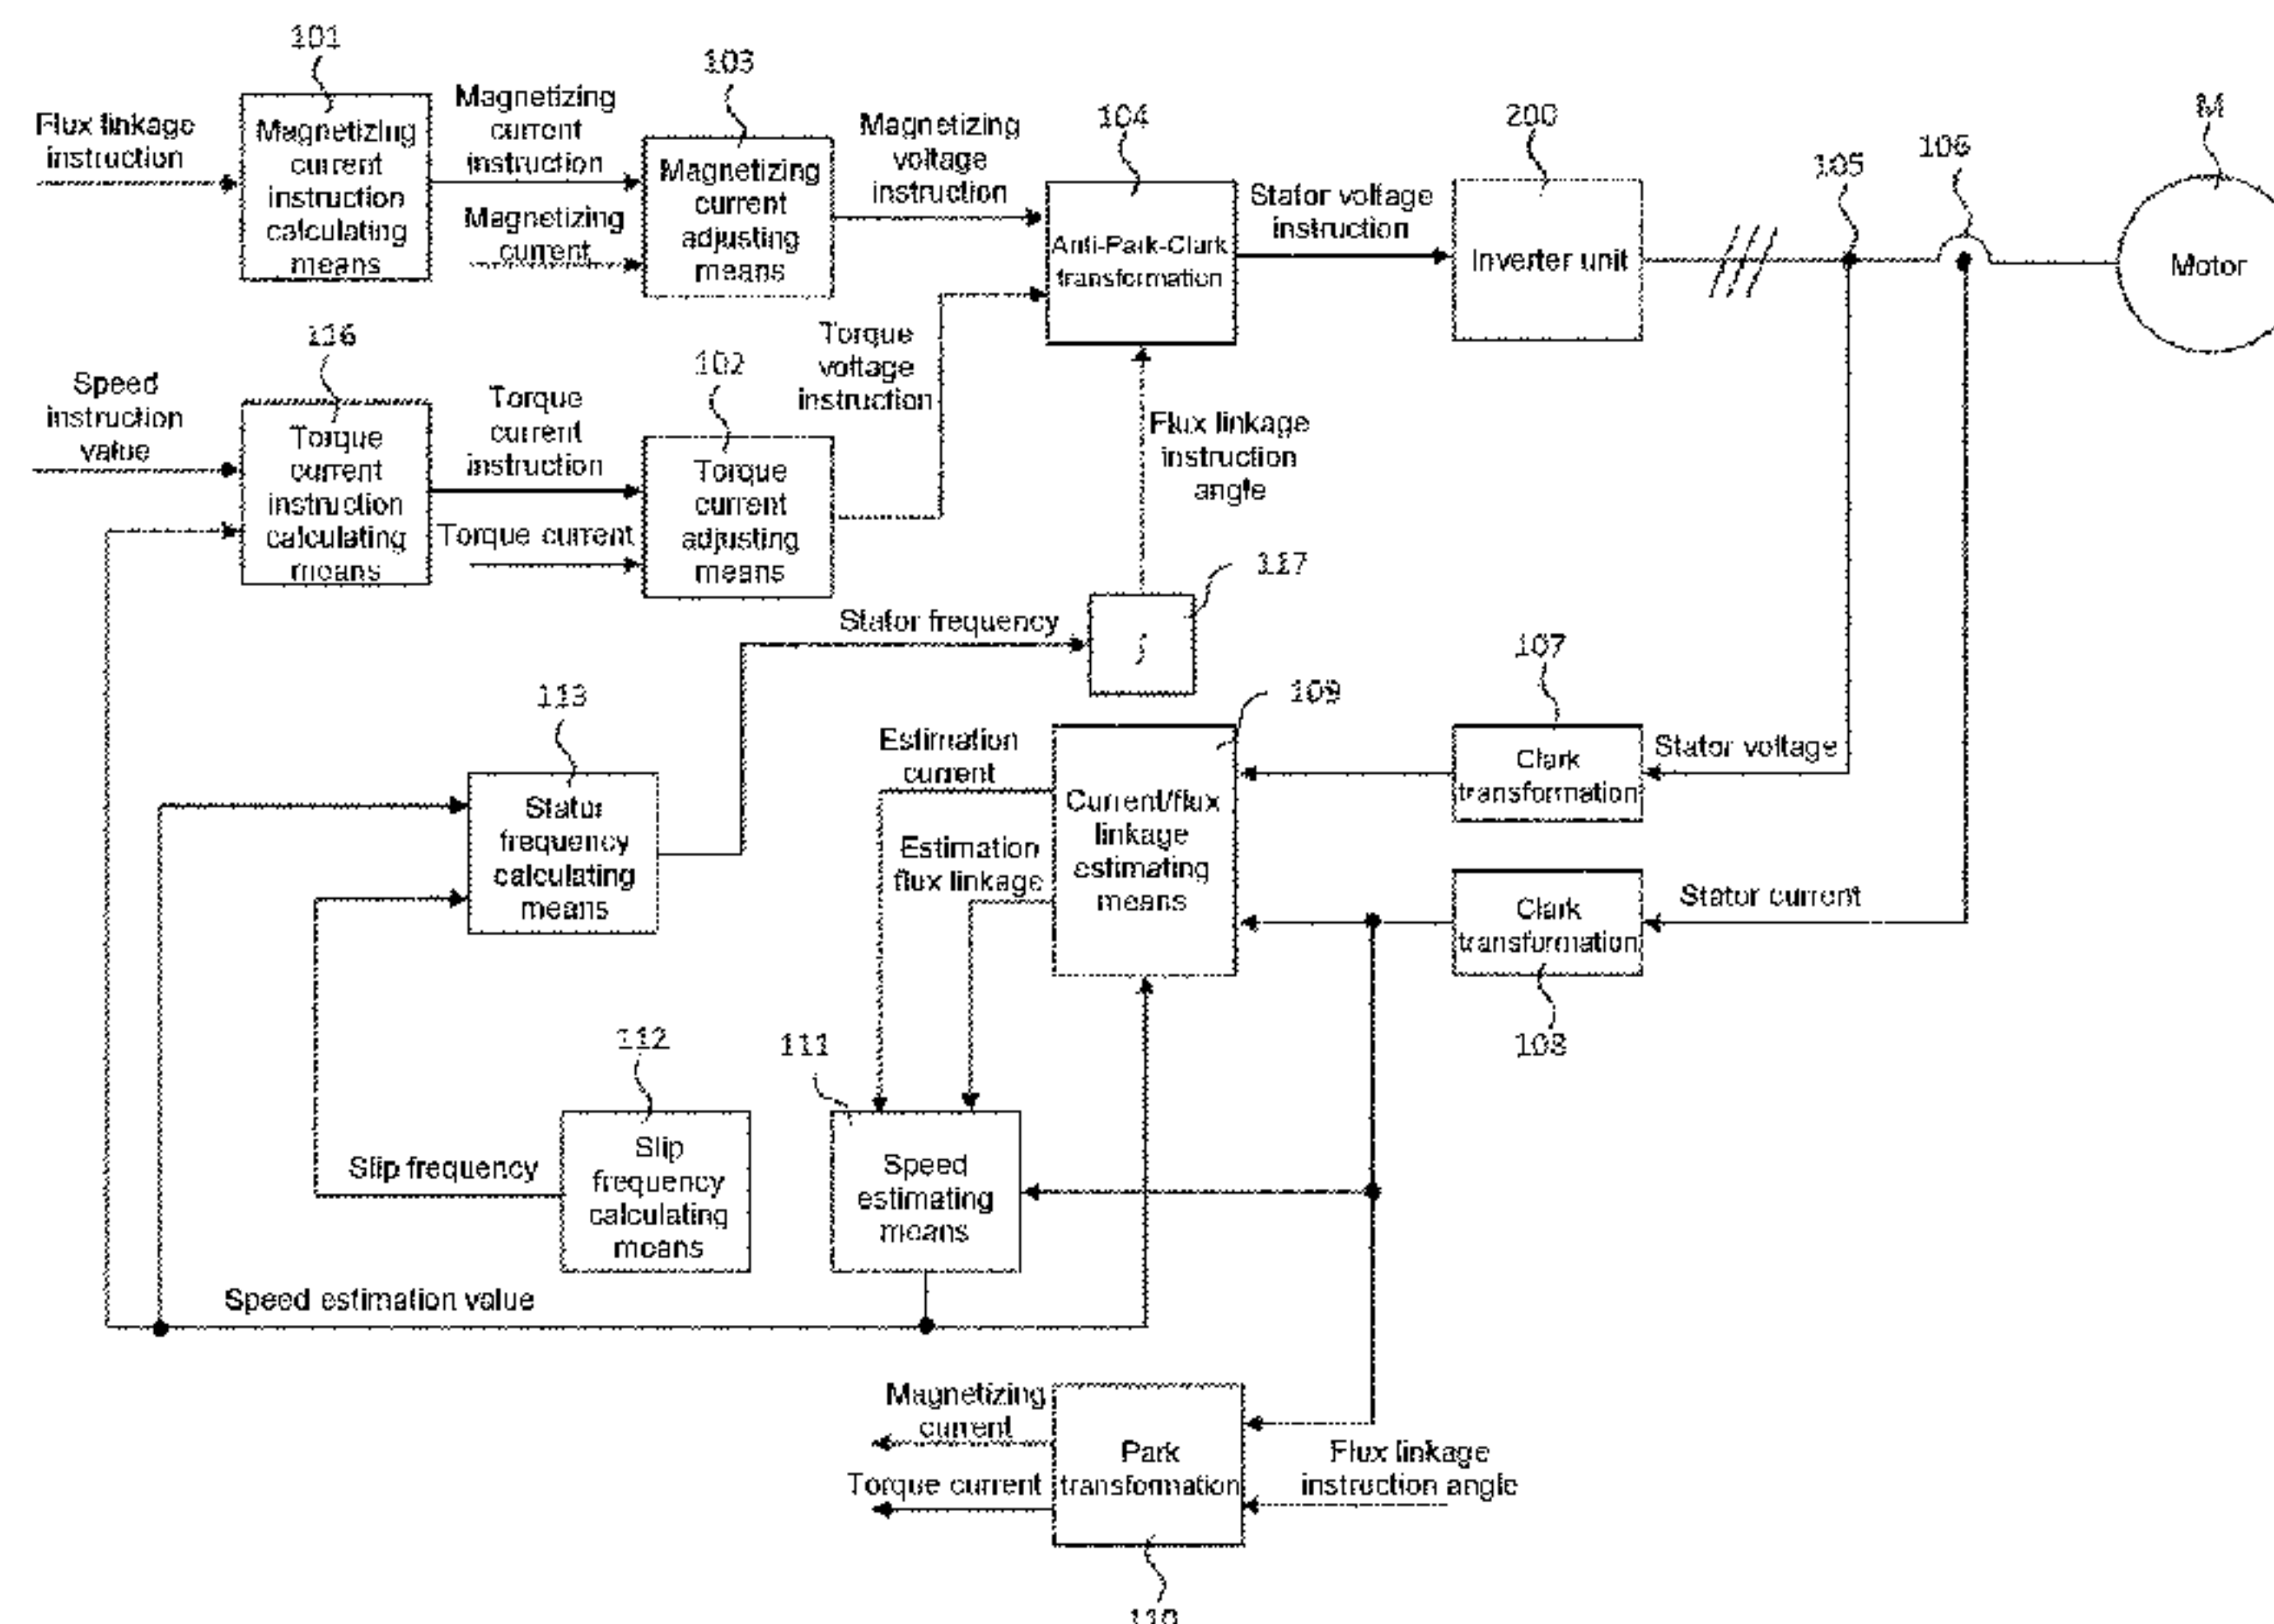 101
Flux linkage
instruction
Magnetizing
current
instruction
calculating
means
Magnetizing
current
instruction
Magnetizing
current
103
Magnetizing
current
adjusting
means
Magnetizing
voltage
instruction
104
Anti-Park-Clark
transformation
Stator voltage
instruction
200
Inverter unit
105
106
M
Motor
116
Speed
instruction
value
Torque
current
instruction
calculating
means
Torque
current
instruction
Torque current
102
Torque
current
adjusting
means
Torque
voltage
instruction
Flux linkage
instruction
angle
117
∫
Stator frequency
113
Stator
frequency
calculating
means
109
Estimation
current
Estimation
flux linkage
Current/flux
linkage
estimating
means
107
Clark
transformation
Stator voltage
Clark
transformation
Stator current
108
112
Slip
frequency
calculating
means
Slip frequency
111
Speed
estimating
means
Speed estimation value
Magnetizing
current
Torque current
Park
transformation
Flux linkage
instruction angle
110